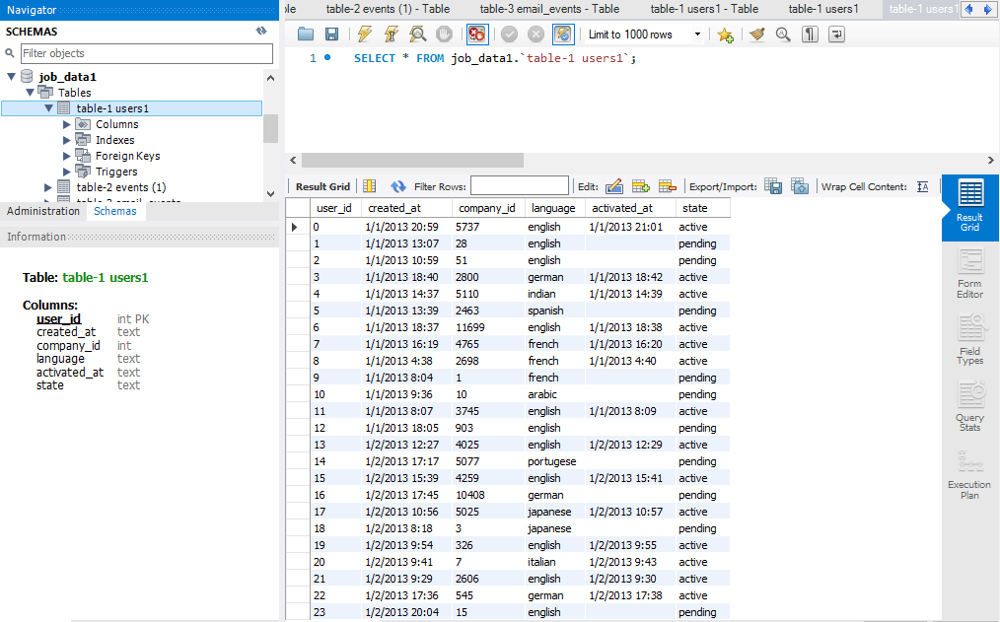 Navigator
SCHEMAS
Filter objects
job_data1
Tables
table-1 users1
Columns
Indexes
Foreign Keys
Triggers
table-2 events (1)
Administration Schemas
Information
Table: table-1 users1
Columns:
user_id int PK
created_at text
company_id int
language text
activated_at text
state text
table-2 events (1) - Table table-3 email_events - Table table-1 users1 - Table table-1 users1 table-1 users1
Limit to 1000 rows
1 SELECT * FROM job_data1.`table-1 users1`;
Result Grid Filter Rows: Edit: Export/Import: Wrap Cell Content:
user_id created_at company_id language activated_at state
0 1/1/2013 20:59 5737 english 1/1/2013 21:01 active
1 1/1/2013 13:07 28 english pending
2 1/1/2013 10:59 51 english pending
3 1/1/2013 18:40 2800 german 1/1/2013 18:42 active
4 1/1/2013 14:37 5110 indian 1/1/2013 14:39 active
5 1/1/2013 13:39 2463 spanish pending
6 1/1/2013 18:37 11699 english 1/1/2013 18:38 active
7 1/1/2013 16:19 4765 french 1/1/2013 16:20 active
8 1/1/2013 4:38 2698 french 1/1/2013 4:40 active
9 1/1/2013 8:04 1 french pending
10 1/1/2013 9:36 10 arabic pending
11 1/1/2013 8:07 3745 english 1/1/2013 8:09 active
12 1/1/2013 18:05 903 english pending
13 1/2/2013 12:27 4025 english 1/2/2013 12:29 active
14 1/2/2013 17:17 5077 portugese pending
15 1/2/2013 15:39 4259 english 1/2/2013 15:41 active
16 1/2/2013 17:45 10408 german pending
17 1/2/2013 10:56 5025 japanese 1/2/2013 10:57 active
18 1/2/2013 8:18 3 japanese pending
19 1/2/2013 9:54 326 english 1/2/2013 9:55 active
20 1/2/2013 9:41 7 italian 1/2/2013 9:43 active
21 1/2/2013 9:29 2606 english 1/2/2013 9:30 active
22 1/2/2013 17:36 545 german 1/2/2013 17:38 active
23 1/2/2013 20:04 15 english pending
Result
Grid
Form
Editor
Field
Types
Query
Stats
Execution
Plan